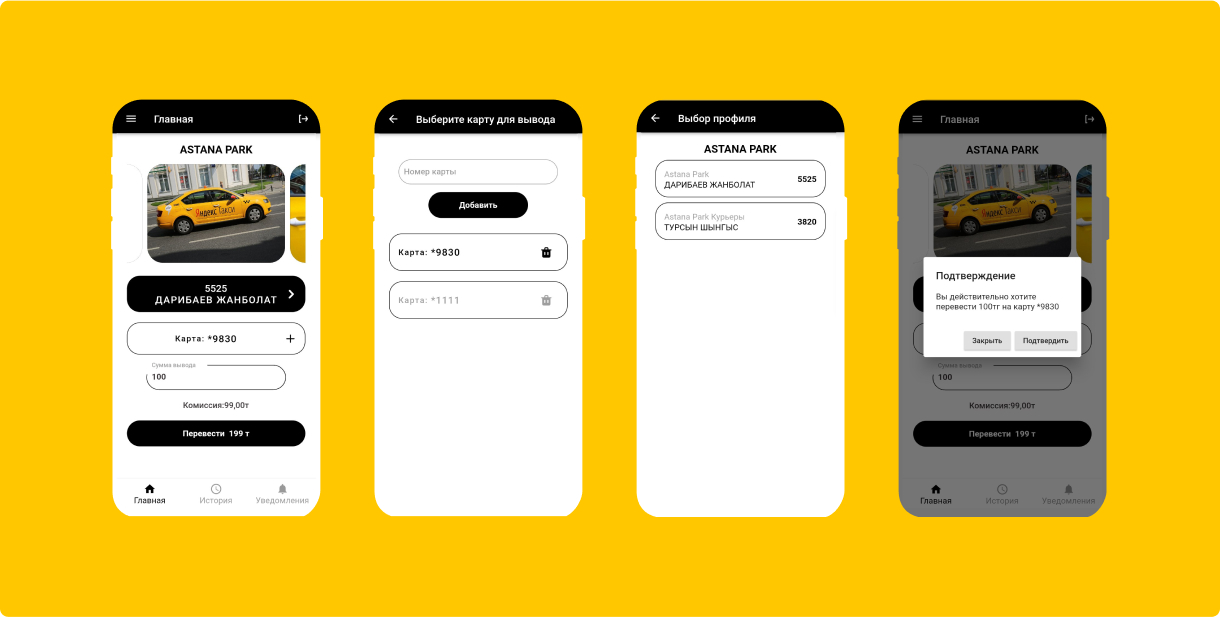 Главная
ASTANA PARK
Яндекс Такси
5525
ДАРИБАЕВ ЖАНБОЛАТ
Карта: *9830
Сумма вывода
100
Комиссия:99,00т
Перевести 199 т
Главная
История
Уведомления
Выберите карту для вывода
Номер карты
Добавить
Карта: *9830
Карта: *1111
Выбор профиля
ASTANA PARK
Astana Park
ДАРИБАЕВ ЖАНБОЛАТ
5525
Astana Park Курьеры
ТУРСЫН ШЫНГЫС
3820
Главная
ASTANA PARK
Яндекс Такси
Подтверждение
Вы действительно хотите
перевести 100тг на карту *9830
Закрыть
Подтвердить
Сумма вывода
100
Комиссия:99,00т
Перевести 199 т
Главная
История
Уведомления